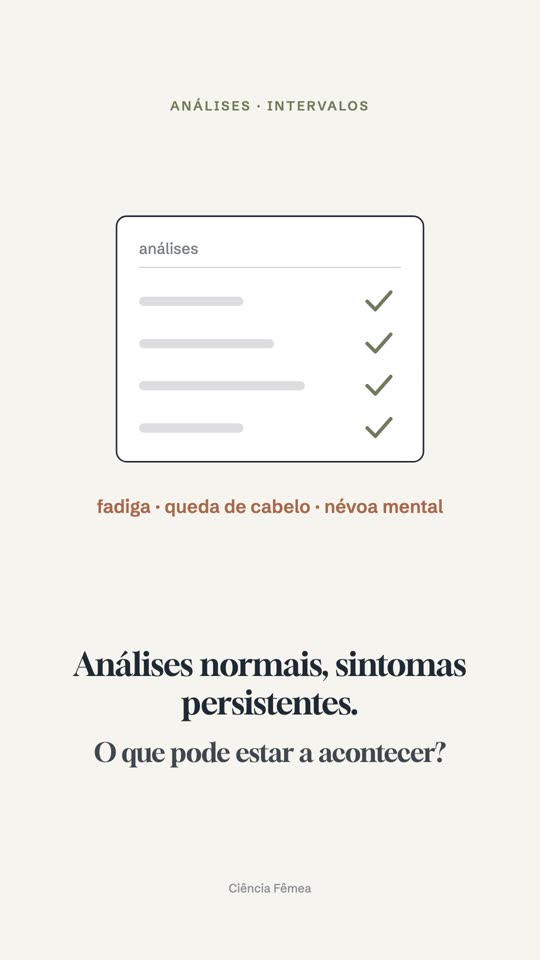 ANÁLISES · INTERVALOS
análises
fadiga · queda de cabelo · névoa mental
Análises normais, sintomas
persistentes.
O que pode estar a acontecer?
Ciência Fêmea